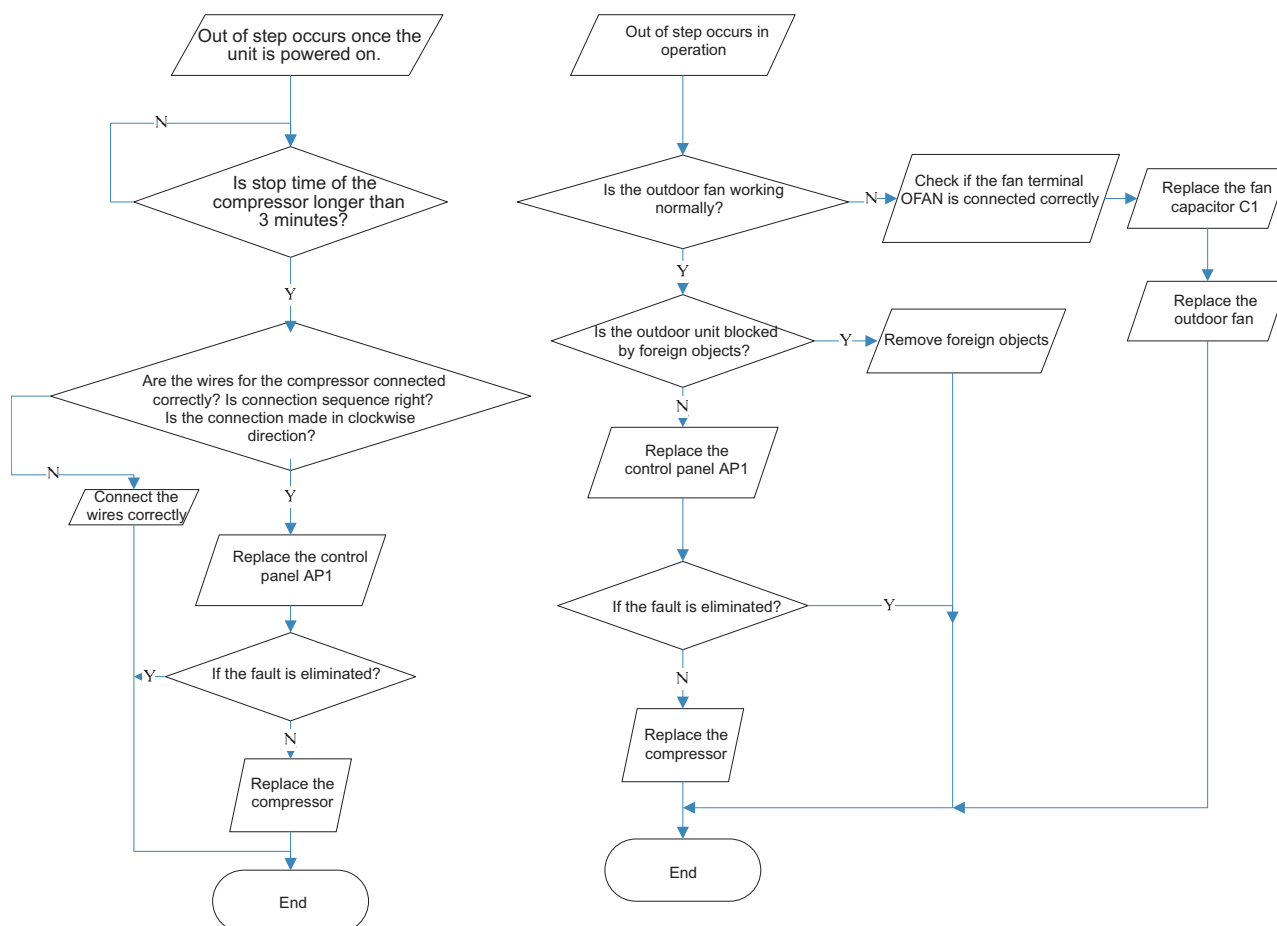 Out of step occurs once the
unit is powered on.
N
Is stop time of the
compressor longer than
3 minutes?
Y
Are the wires for the compressor connected
correctly? Is connection sequence right?
Is the connection made in clockwise
direction?
N
Connect the
wires correctly
Y
Replace the control
panel AP1
If the fault is eliminated?
Y
N
Replace the
compressor
End
Out of step occurs in
operation
Is the outdoor fan working
normally?
N
Check if the fan terminal
OFAN is connected correctly
Replace the fan
capacitor C1
Replace the
outdoor fan
Y
Is the outdoor unit blocked
by foreign objects?
Y
Remove foreign objects
N
Replace the
control panel AP1
If the fault is eliminated?
Y
N
Replace the
compressor
End